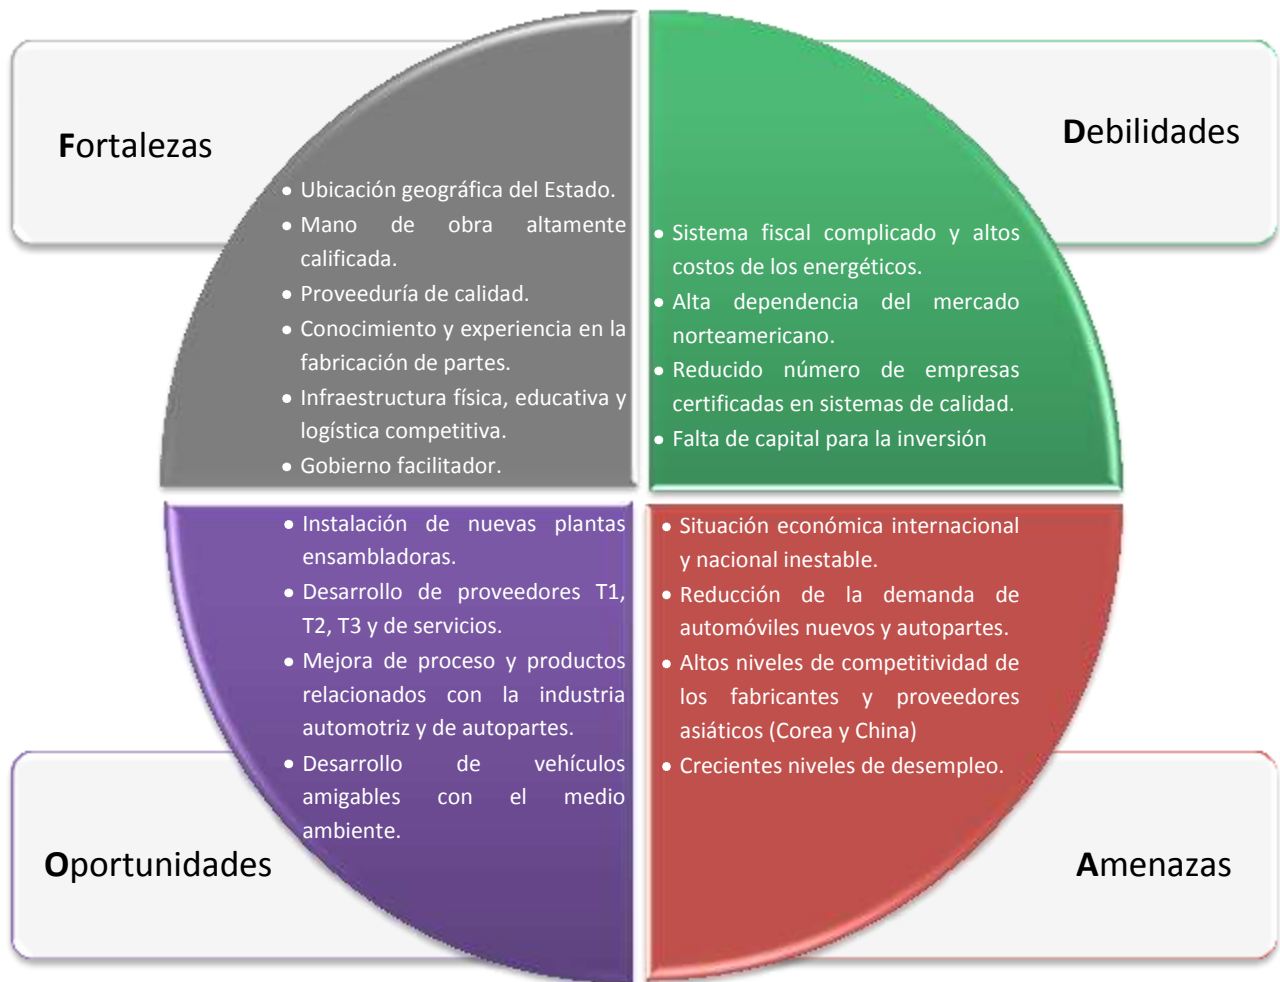 Fortalezas
• Ubicación geográfica del Estado.
• Mano de obra altamente
calificada.
• Proveeduría de calidad.
• Conocimiento y experiencia en la
fabricación de partes.
• Infraestructura física, educativa y
logística competitiva.
• Gobierno facilitador.
Debilidades
• Sistema fiscal complicado y altos
costos de los energéticos.
• Alta dependencia del mercado
norteamericano.
• Reducido número de empresas
certificadas en sistemas de calidad.
• Falta de capital para la inversión
• Instalación de nuevas plantas
ensambladoras.
• Desarrollo de proveedores T1,
T2, T3 y de servicios.
• Mejora de proceso y productos
relacionados con la industria
automotriz y de autopartes.
• Desarrollo de vehículos
amigables con el medio
ambiente.
Oportunidades
• Situación económica internacional
y nacional inestable.
• Reducción de la demanda de
automóviles nuevos y autopartes.
• Altos niveles de competitividad de
los fabricantes y proveedores
asiáticos (Corea y China)
• Crecientes niveles de desempleo.
Amenazas